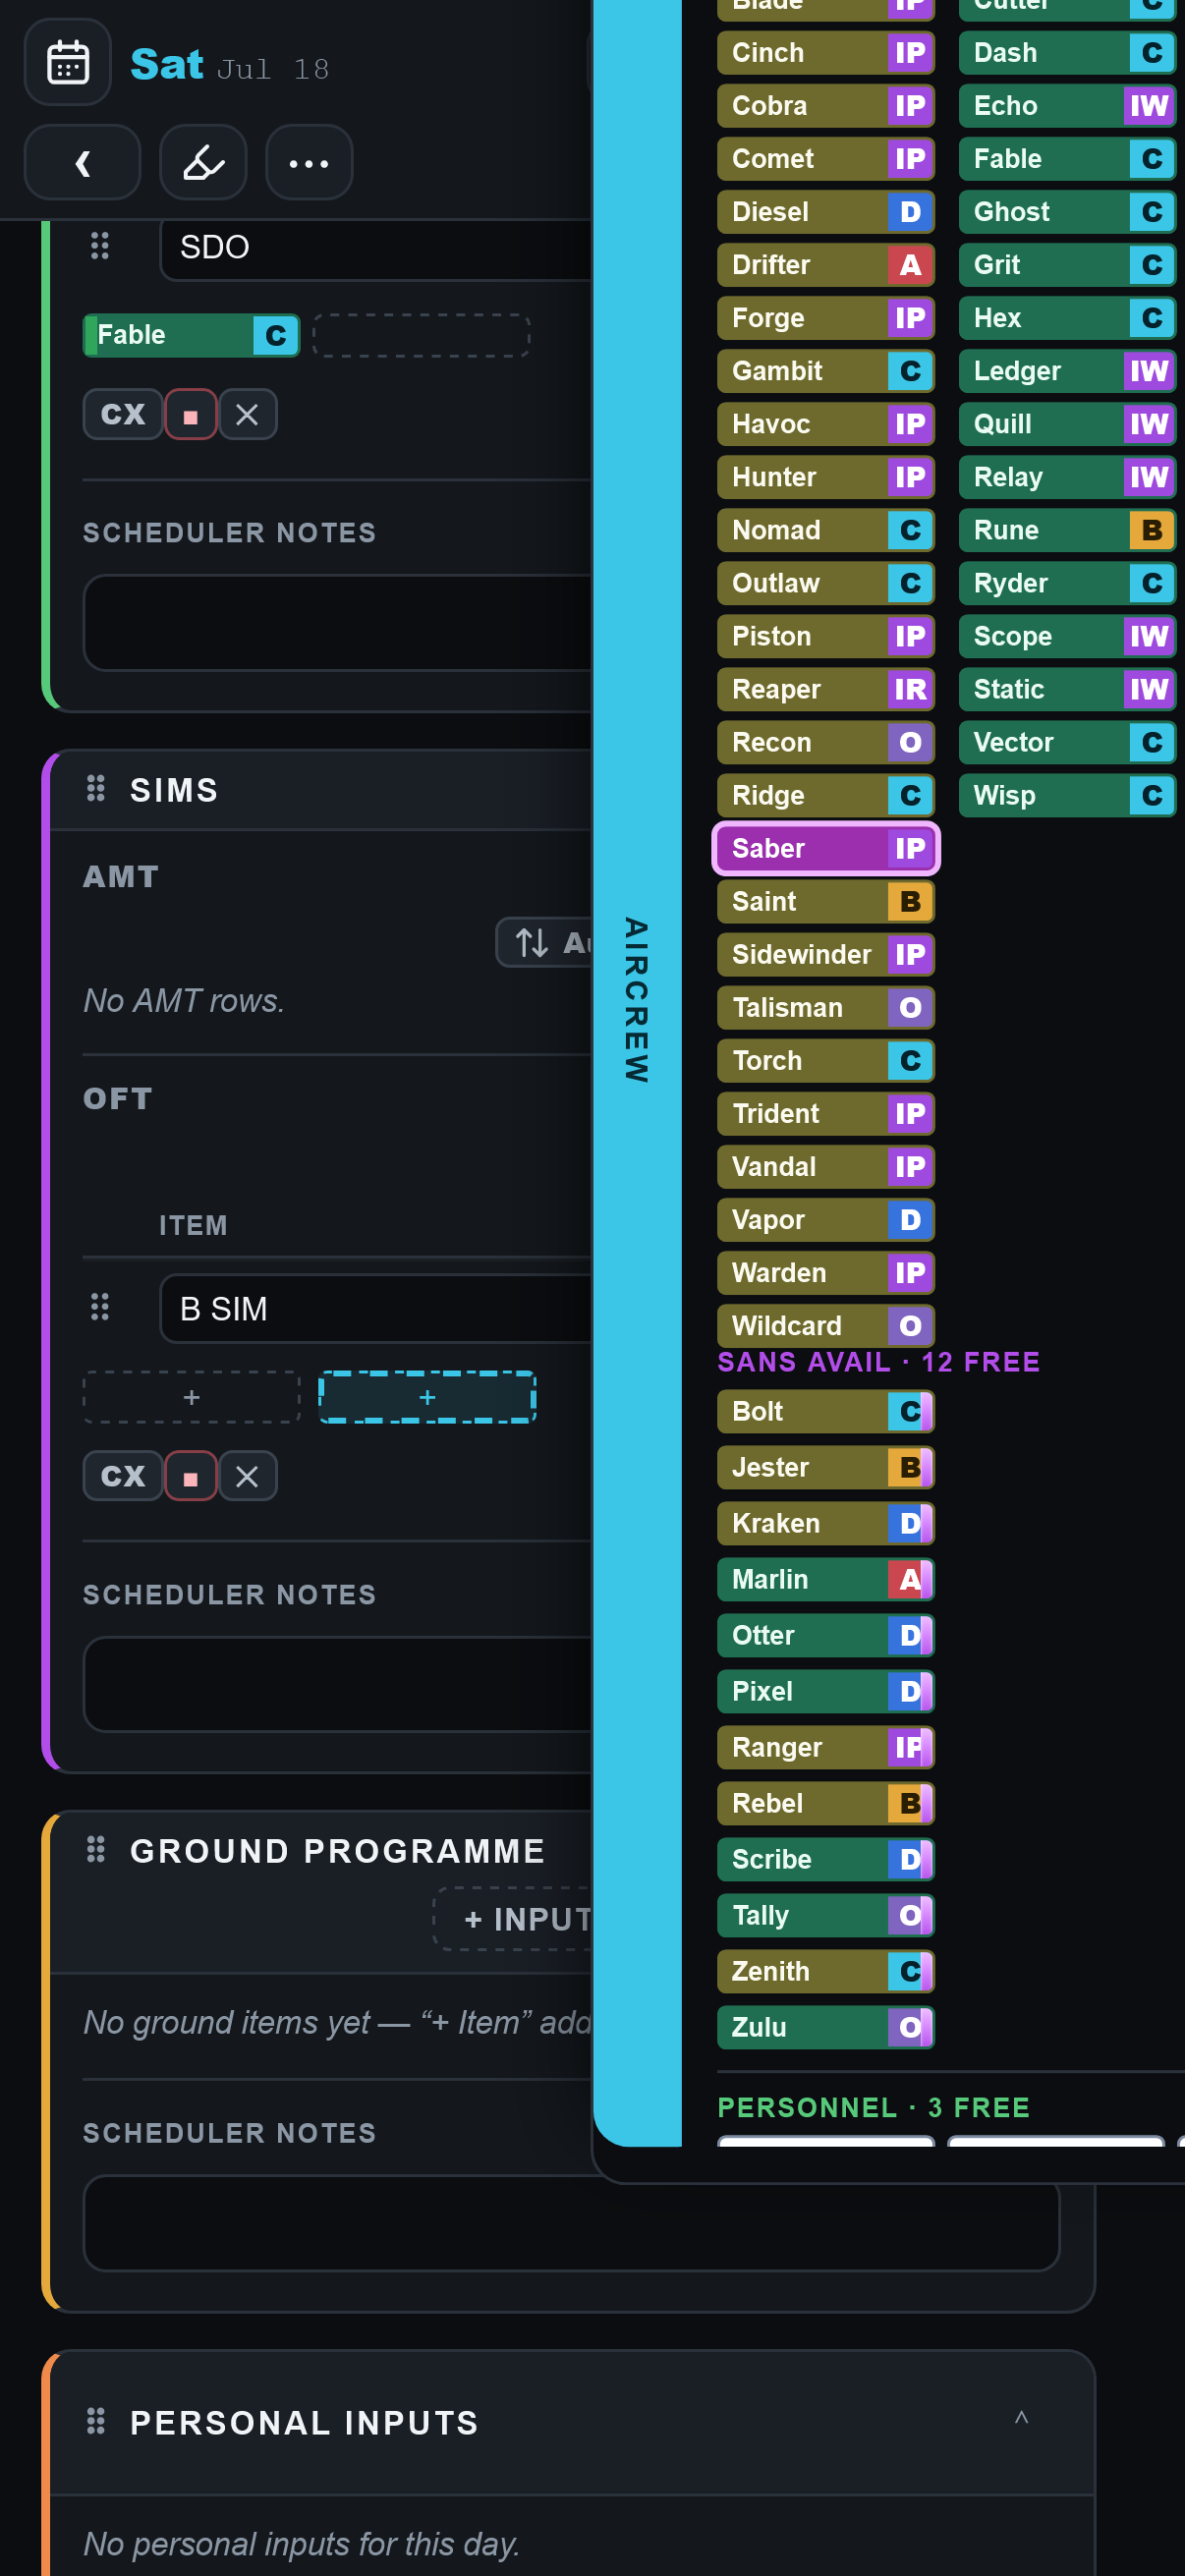 Sat Jul 18
SDO
Fable C
CX
SCHEDULER NOTES
SIMS
AMT
No AMT rows.
OFT
ITEM
B SIM
+ +
CX
SCHEDULER NOTES
GROUND PROGRAMME
+ INPUT
No ground items yet — “+ Item” add
SCHEDULER NOTES
PERSONAL INPUTS
No personal inputs for this day.
AIRCREW
Blade IP
Cinch IP
Cobra IP
Comet IP
Diesel D
Drifter A
Forge IP
Gambit C
Havoc IP
Hunter IP
Nomad C
Outlaw C
Piston IP
Reaper IR
Recon O
Ridge C
Saber IP
Saint B
Sidewinder IP
Talisman O
Torch C
Trident IP
Vandal IP
Vapor D
Warden IP
Wildcard O
Cutter C
Dash C
Echo IW
Fable C
Ghost C
Grit C
Hex C
Ledger IW
Quill IW
Relay IW
Rune B
Ryder C
Scope IW
Static IW
Vector C
Wisp C
SANS AVAIL · 12 FREE
Bolt C
Jester B
Kraken D
Marlin A
Otter D
Pixel D
Ranger IP
Rebel B
Scribe D
Tally O
Zenith C
Zulu O
PERSONNEL · 3 FREE